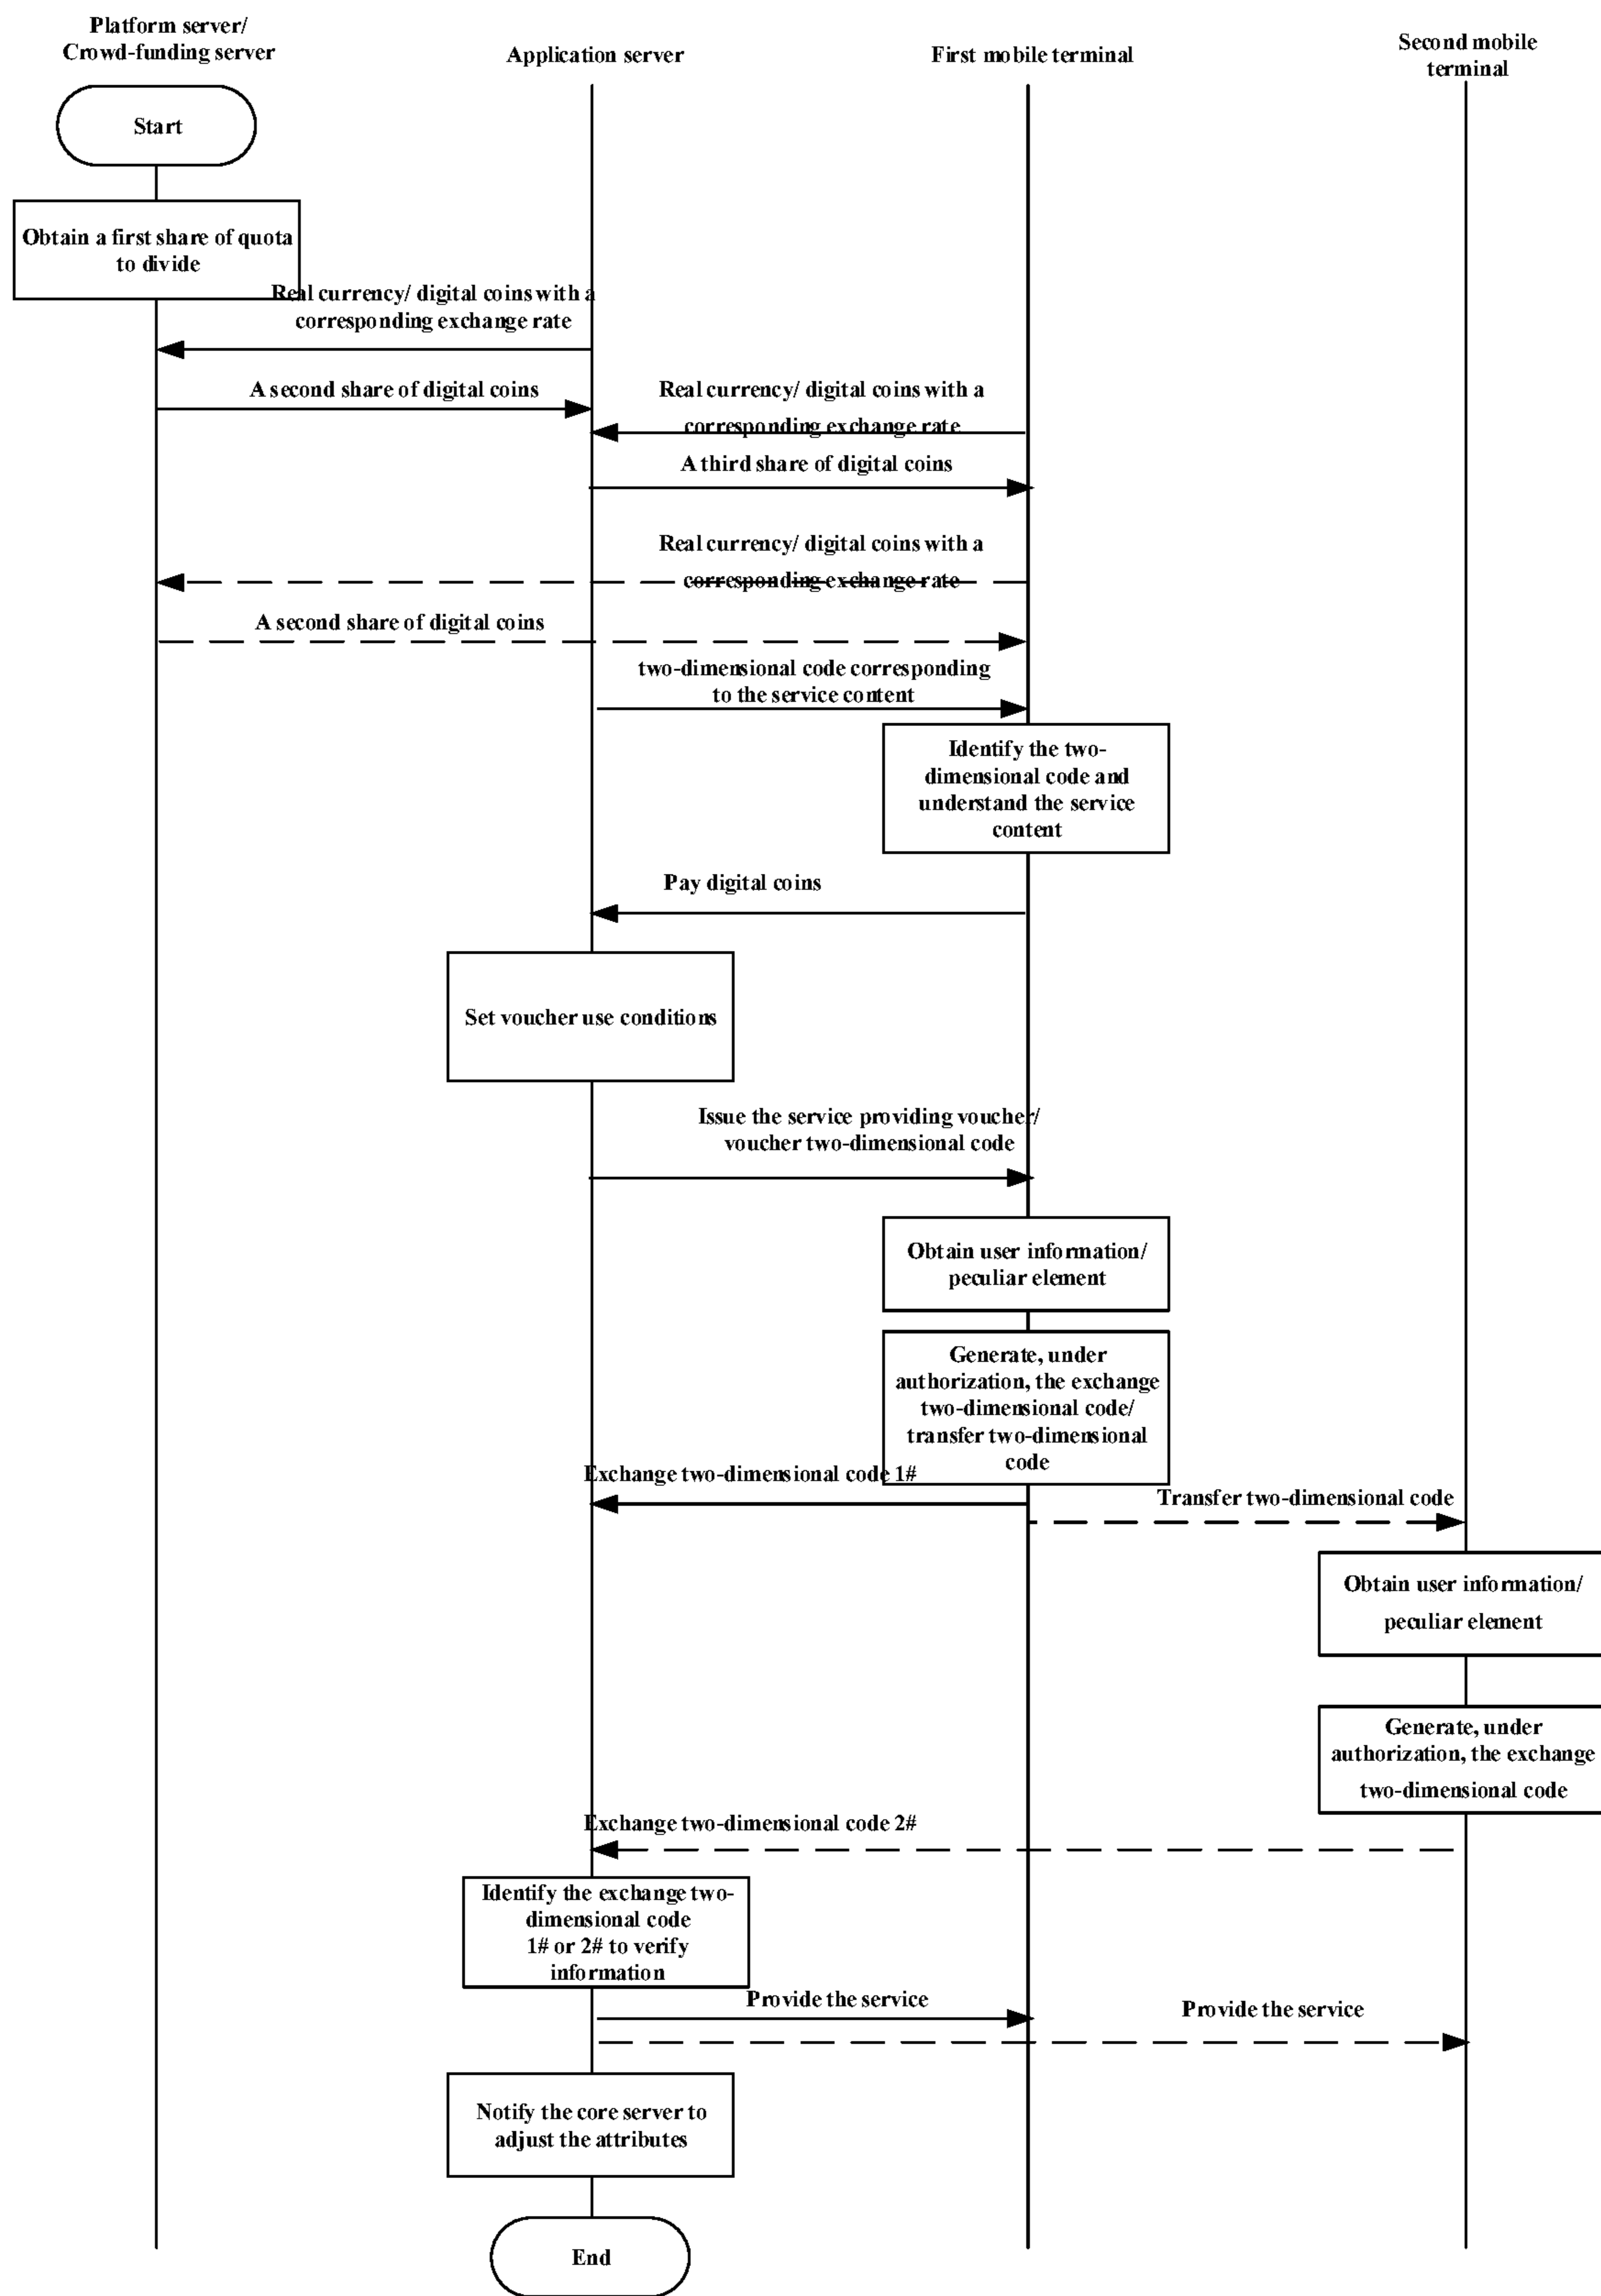 Platform server/
Crowd-funding server
Application server
First mobile terminal
Second mobile
terminal
Start
Obtain a first share of quota
to divide
Real currency/ digital coins with a
corresponding exchange rate
A second share of digital coins
Real currency/ digital coins with a
corresponding exchange rate
A third share of digital coins
Real currency/ digital coins with a
corresponding exchange rate
A second share of digital coins
two-dimensional code corresponding
to the service content
Identify the two-
dimensional code and
understand the service
content
Pay digital coins
Set voucher use conditions
Issue the service providing voucher/
voucher two-dimensional code
Obtain user information/
peculiar element
Generate, under
authorization, the exchange
two-dimensional code/
transfer two-dimensional
code
Exchange two-dimensional code 1#
Transfer two-dimensional code
Obtain user information/
peculiar element
Generate, under
authorization, the exchange
two-dimensional code
Exchange two-dimensional code 2#
Identify the exchange two-
dimensional code
1# or 2# to verify
information
Provide the service
Provide the service
Notify the core server to
adjust the attributes
End